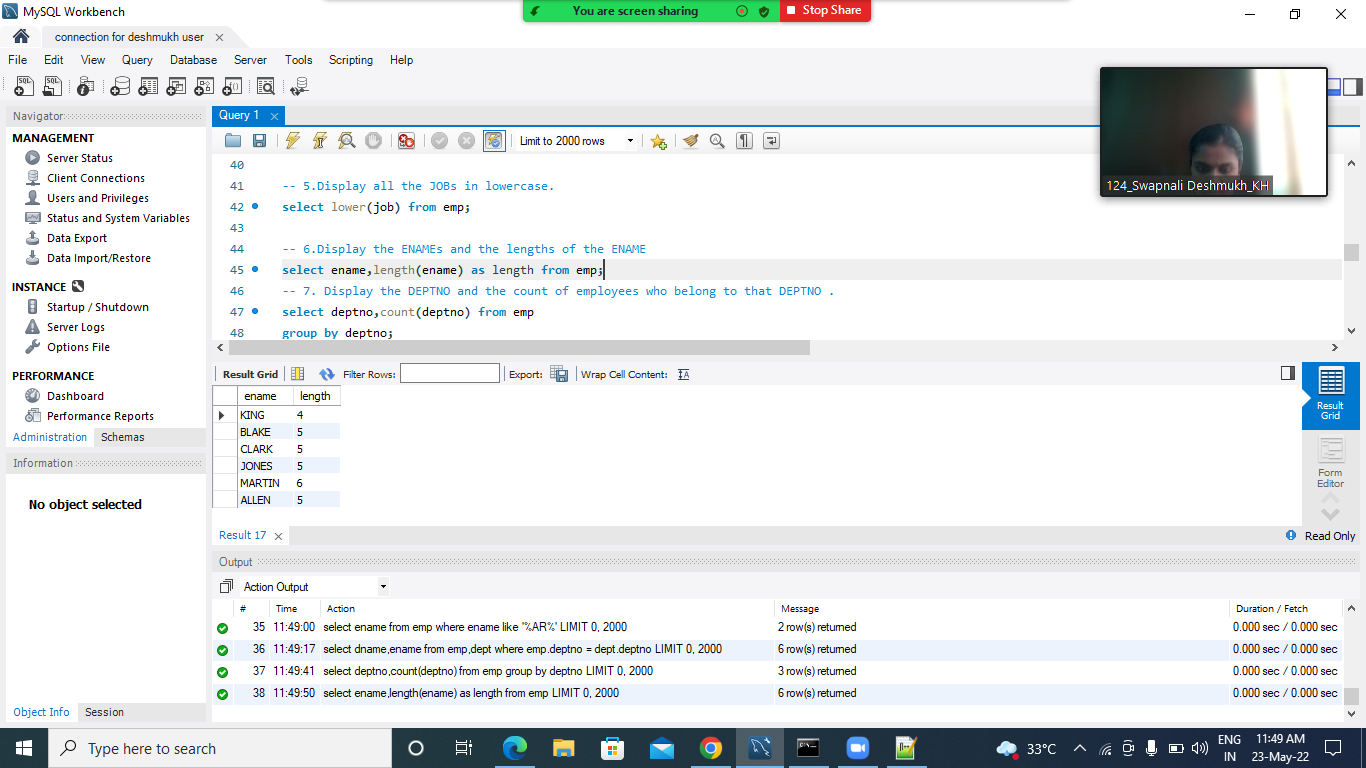 MySQL Workbench
You are screen sharing
Stop Share
connection for deshmukh user
File Edit View Query Database Server Tools Scripting Help
Navigator
MANAGEMENT
Server Status
Client Connections
Users and Privileges
Status and System Variables
Data Export
Data Import/Restore
INSTANCE
Startup / Shutdown
Server Logs
Options File
PERFORMANCE
Dashboard
Performance Reports
Administration Schemas
Information
No object selected
Object Info Session
Query 1
Limit to 2000 rows
124_Swapnali Deshmukh_KH
40
41 -- 5.Display all the JOBs in lowercase.
42 select lower(job) from emp;
43
44 -- 6.Display the ENAMEs and the lengths of the ENAME
45 select ename,length(ename) as length from emp;
46 -- 7. Display the DEPTNO and the count of employees who belong to that DEPTNO .
47 select deptno,count(deptno) from emp
48 group by deptno;
Result Grid Filter Rows: Export: Wrap Cell Content:
ename length
KING 4
BLAKE 5
CLARK 5
JONES 5
MARTIN 6
ALLEN 5
Result Grid
Form Editor
Result 17
Read Only
Output
Action Output
# Time Action Message Duration / Fetch
35 11:49:00 select ename from emp where ename like '%AR%' LIMIT 0, 2000 2 row(s) returned 0.000 sec / 0.000 sec
36 11:49:17 select dname,ename from emp,dept where emp.deptno = dept.deptno LIMIT 0, 2000 6 row(s) returned 0.000 sec / 0.000 sec
37 11:49:41 select deptno,count(deptno) from emp group by deptno LIMIT 0, 2000 3 row(s) returned 0.000 sec / 0.000 sec
38 11:49:50 select ename,length(ename) as length from emp LIMIT 0, 2000 6 row(s) returned 0.000 sec / 0.000 sec
Type here to search
33°C
ENG
IN
11:49 AM
23-May-22